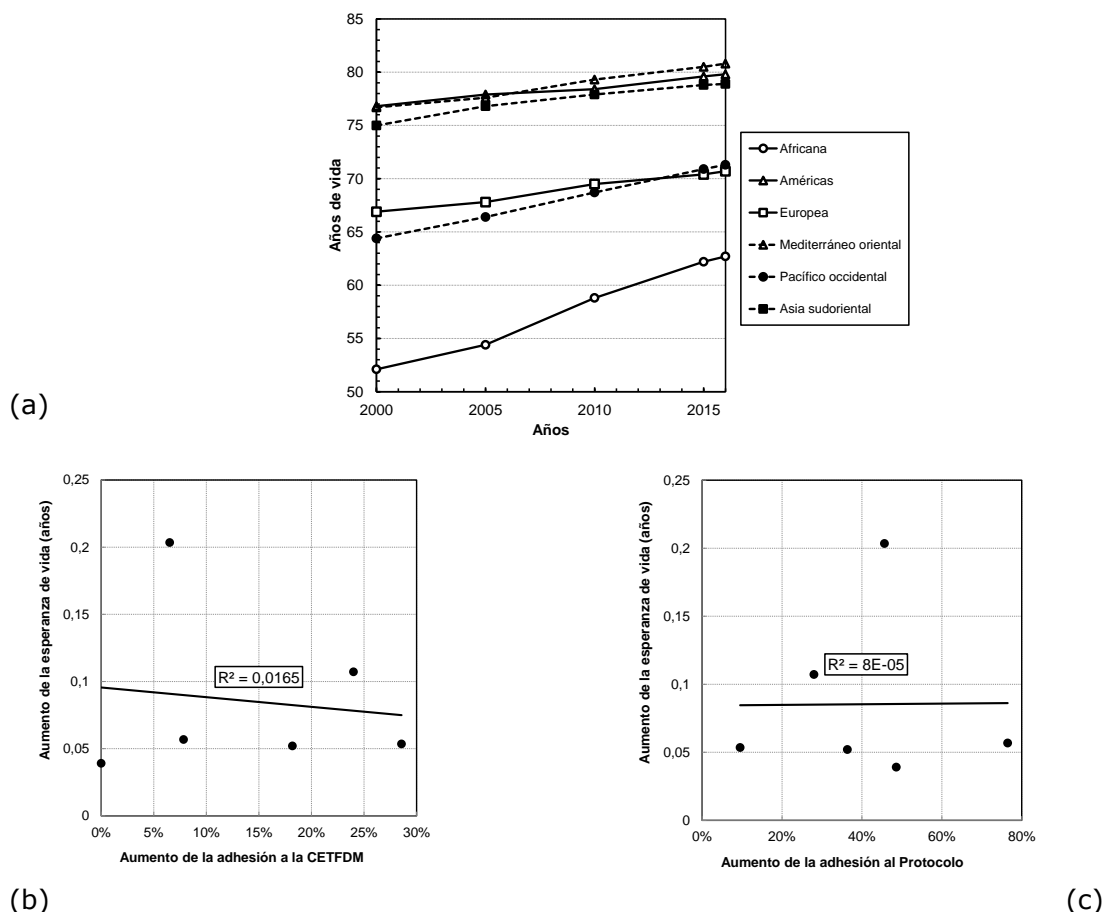 85
80
75
70
65
60
55
50
2000
2005
2010
2015
Años de vida
Años
Africana
Américas
Europea
Mediterráneo oriental
Pacífico occidental
Asia sudoriental
(a)
0,25
0,2
0,15
0,1
0,05
0
Aumento de la esperanza de vida (años)
R² = 0,0165
0% 5% 10% 15% 20% 25% 30%
Aumento de la adhesión a la CETFDM
(b)
0,25
0,2
0,15
0,1
0,05
0
Aumento de la esperanza de vida (años)
R² = 8E-05
0% 20% 40% 60% 80%
Aumento de la adhesión al Protocolo
(c)